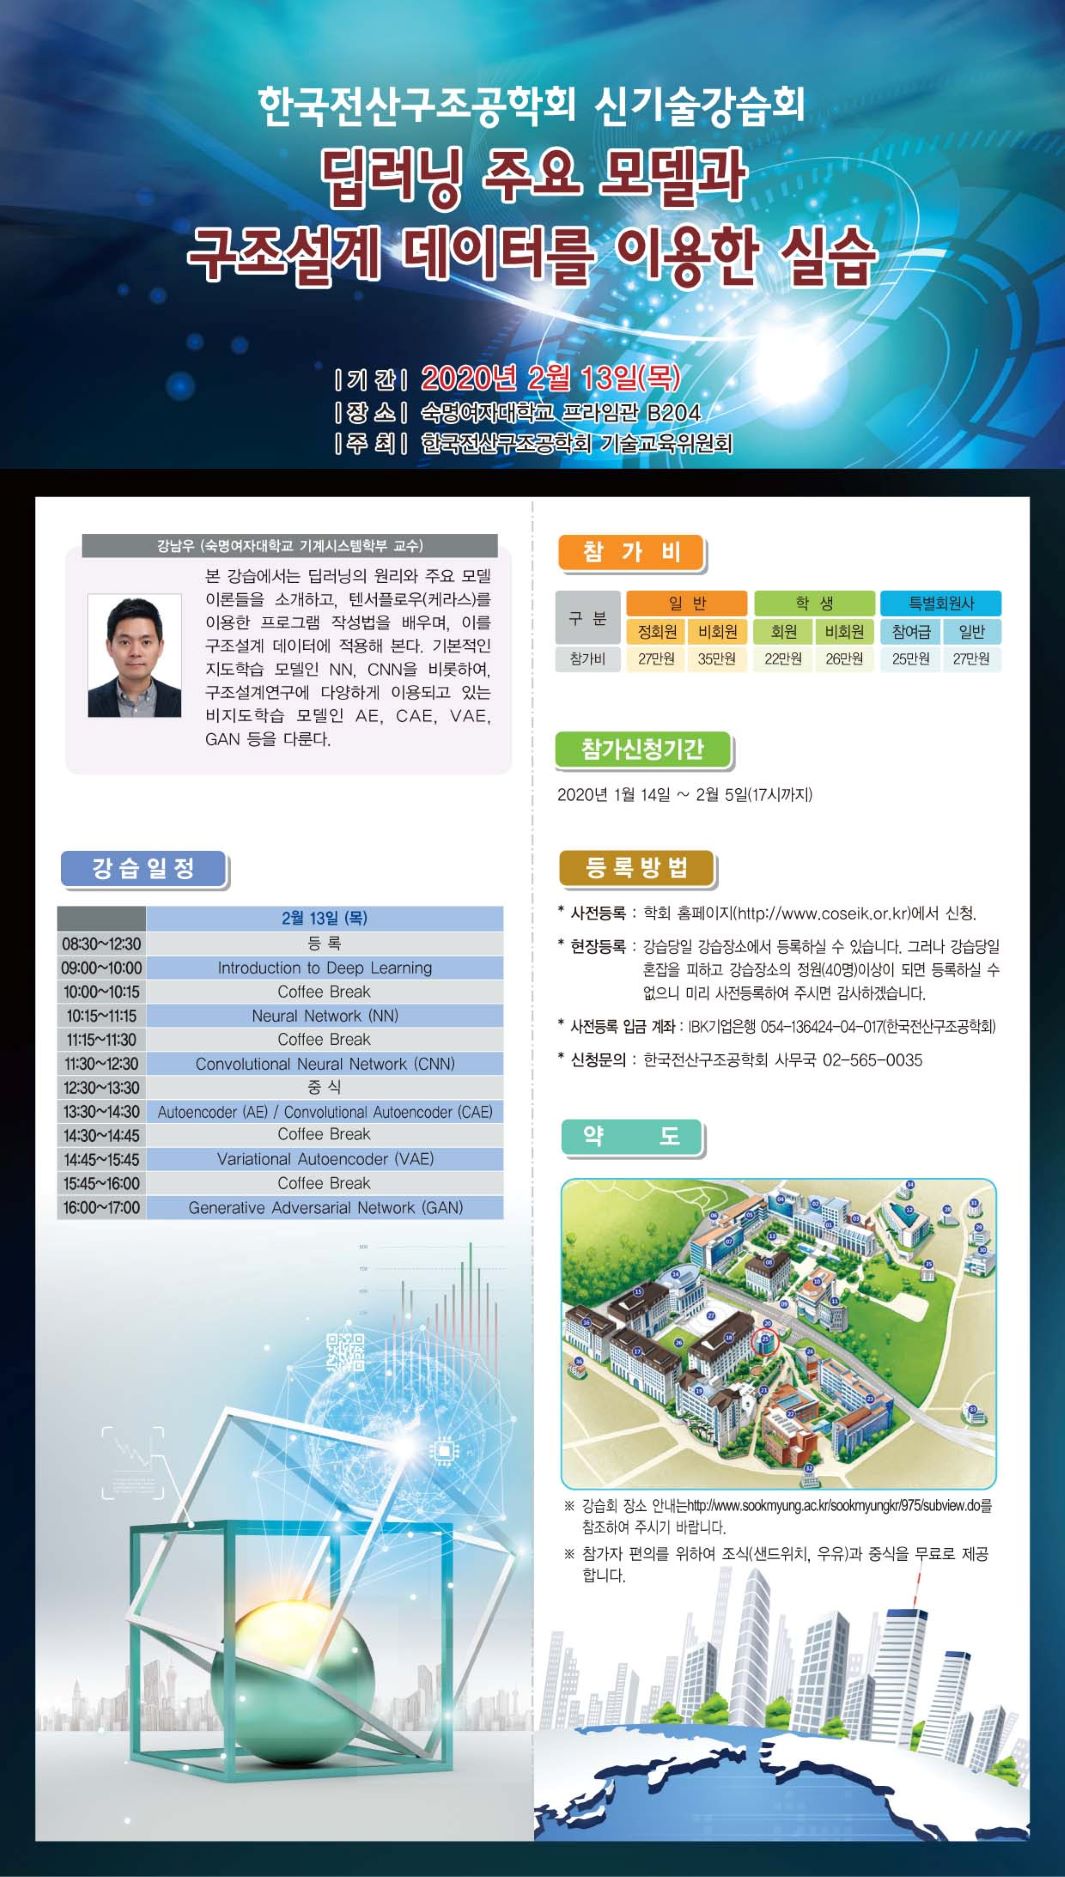 한국전산구조공학회 신기술강습회
딥러닝 주요 모델과
구조설계 데이터를 이용한 실습
|기 간| 2020년 2월 13일(목)
|장 소| 숙명여자대학교 프라임관 B204
|주 최| 한국전산구조공학회 기술교육위원회
강남우 (숙명여자대학교 기계시스템학부 교수)
본 강습에서는 딥러닝의 원리와 주요 모델
이론들을 소개하고, 텐서플로우(케라스)를
이용한 프로그램 작성법을 배우며, 이를
구조설계 데이터에 적용해 본다. 기본적인
지도학습 모델인 NN, CNN을 비롯하여,
구조설계연구에 다양하게 이용되고 있는
비지도학습 모델인 AE, CAE, VAE,
GAN 등을 다룬다.
강습일정
2월 13일 (목)
08:30~12:30 등 록
09:00~10:00 Introduction to Deep Learning
10:00~10:15 Coffee Break
10:15~11:15 Neural Network (NN)
11:15~11:30 Coffee Break
11:30~12:30 Convolutional Neural Network (CNN)
12:30~13:30 중 식
13:30~14:30 Autoencoder (AE) / Convolutional Autoencoder (CAE)
14:30~14:45 Coffee Break
14:45~15:45 Variational Autoencoder (VAE)
15:45~16:00 Coffee Break
16:00~17:00 Generative Adversarial Network (GAN)
참 가 비
구 분 일 반 학 생 특별회원사
정회원 비회원 회원 비회원 참여급 일반
참가비 27만원 35만원 22만원 26만원 25만원 27만원
참가신청기간
2020년 1월 14일 ~ 2월 5일(17시까지)
등록방법
* 사전등록 : 학회 홈페이지(http://www.coseik.or.kr)에서 신청.
* 현장등록 : 강습당일 강습장소에서 등록하실 수 있습니다. 그러나 강습당일
혼잡을 피하고 강습장소의 정원(40명)이상이 되면 등록하실 수
없으니 미리 사전등록하여 주시면 감사하겠습니다.
* 사전등록 입금 계좌 : IBK기업은행 054-136424-04-017(한국전산구조공학회)
* 신청문의 : 한국전산구조공학회 사무국 02-565-0035
약 도
※ 강습회 장소 안내는http://www.sookmyung.ac.kr/sookmyungkr/975/subview.do를
참조하여 주시기 바랍니다.
※ 참가자 편의를 위하여 조식(샌드위치, 우유)과 중식을 무료로 제공
합니다.